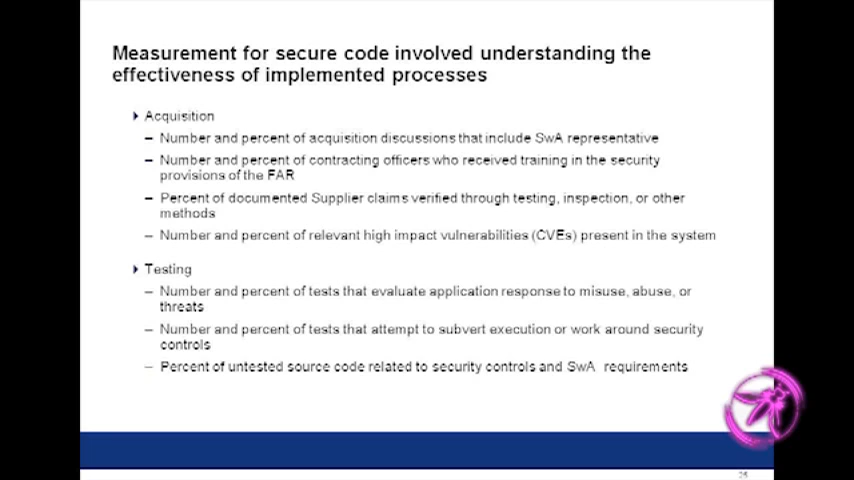 Measurement for secure code involved understanding the
effectiveness of implemented processes
Acquisition
– Number and percent of acquisition discussions that include SwA representative
– Number and percent of contracting officers who received training in the security
provisions of the FAR
– Percent of documented Supplier claims verified through testing, inspection, or other
methods
– Number and percent of relevant high impact vulnerabilities (CVEs) present in the system
Testing
– Number and percent of tests that evaluate application response to misuse, abuse, or
threats
– Number and percent of tests that attempt to subvert execution or work around security
controls
– Percent of untested source code related to security controls and SwA requirements